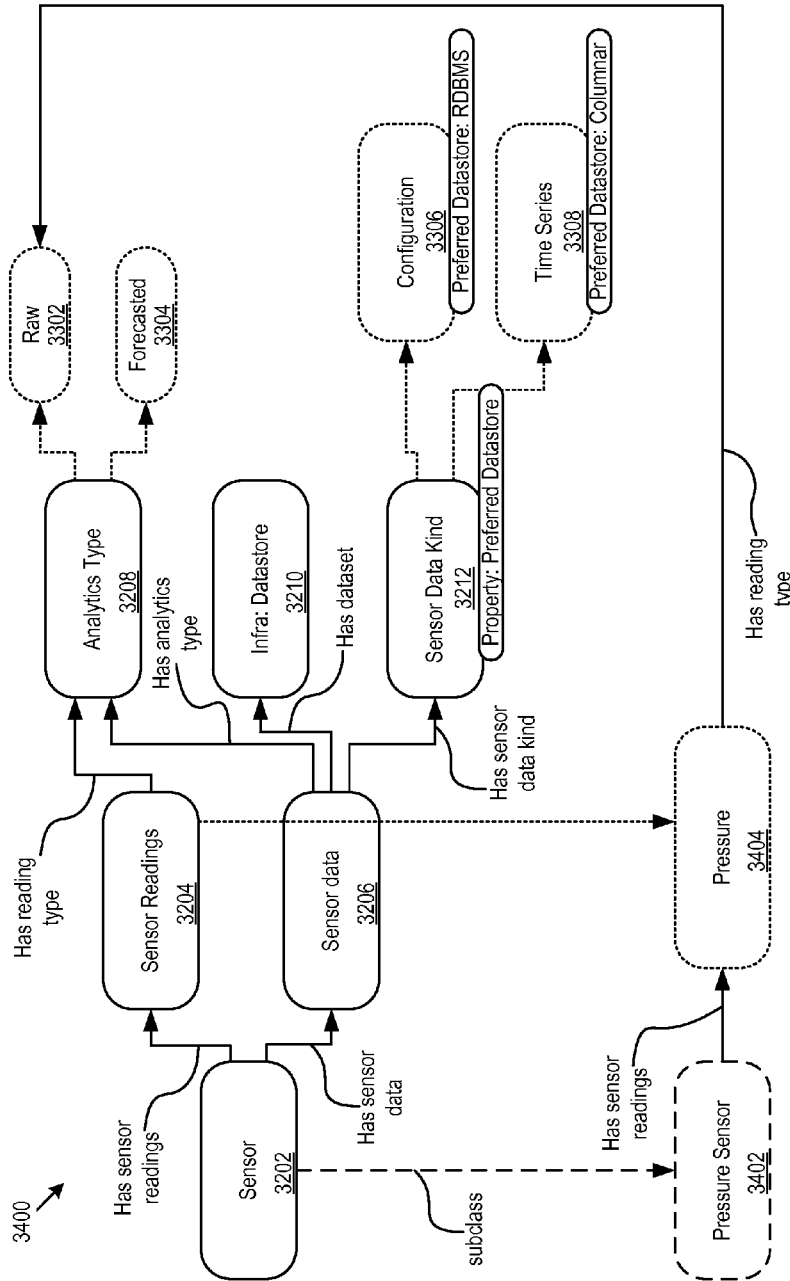 3400
Sensor
3202
Has sensor
readings
Has sensor
data
subclass
Sensor Readings
3204
Sensor data
3206
Has reading
type
Has analytics
type
Has dataset
Has sensor
data kind
Analytics Type
3208
Infra: Datastore
3210
Sensor Data Kind
3212
Property: Preferred Datastore
Raw
3302
Forecasted
3304
Configuration
3306
Preferred Datastore: RDBMS
Time Series
3308
Preferred Datastore: Columnar
Pressure Sensor
3402
Has sensor
readings
Pressure
3404
Has reading
type